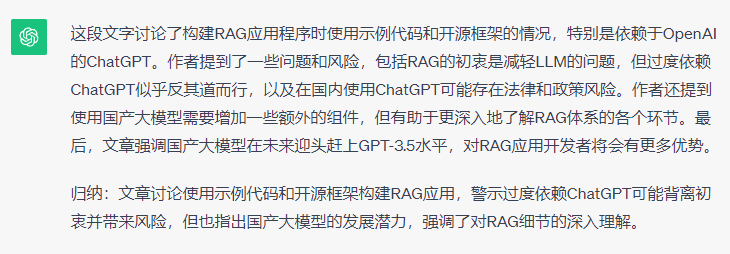 这段文字讨论了构建RAG应用程序时使用示例代码和开源框架的情况，特别是依赖于OpenAI
的ChatGPT。作者提到了一些问题和风险，包括RAG的初衷是减轻LLM的问题，但过度依赖
ChatGPT似乎反其道而行，以及在国内使用ChatGPT可能存在法律和政策风险。作者还提到
使用国产大模型需要增加一些额外的组件，但有助于更深入地了解RAG体系的各个环节。最
后，文章强调国产大模型在未来迎头赶上GPT-3.5水平，对RAG应用开发者将会有更多优势。
归纳：文章讨论使用示例代码和开源框架构建RAG应用，警示过度依赖ChatGPT可能背离初
衷并带来风险，但也指出国产大模型的发展潜力，强调了对RAG细节的深入理解。